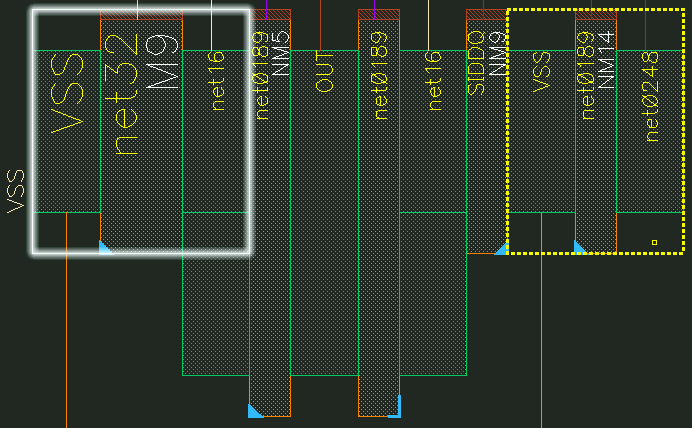 VSS
VSS
net32
M9
net16
net0189
NM5
OUT
net0189
net16
SIDDQ
NM9
VSS
net0189
NM14
net0248